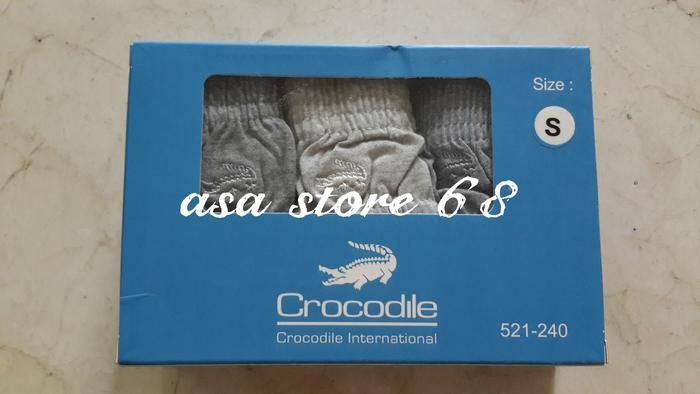 Size :
S
asa store 68
Crocodile
Crocodile International
521-240